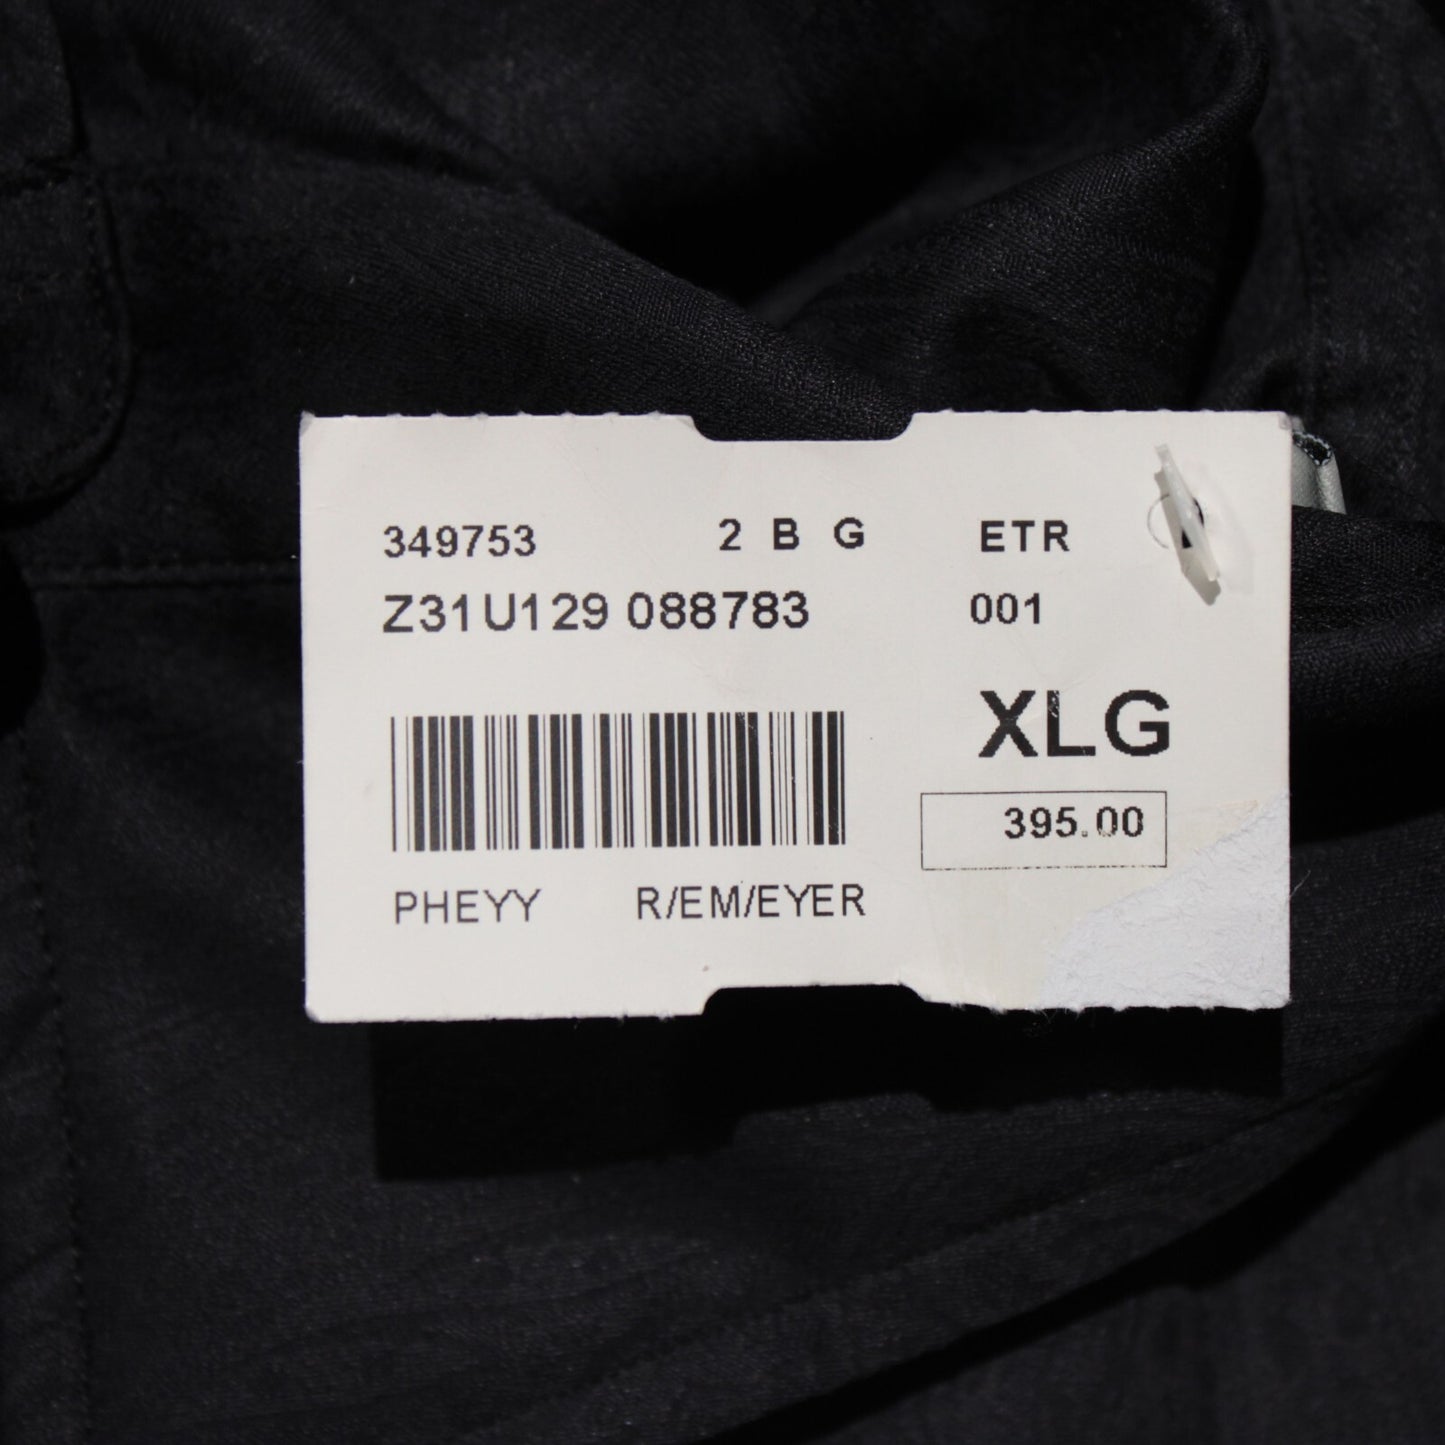 349753 2 B G ETR
Z31U129 088783 001
XLG
395.00
PHEYY R/EM/EYER